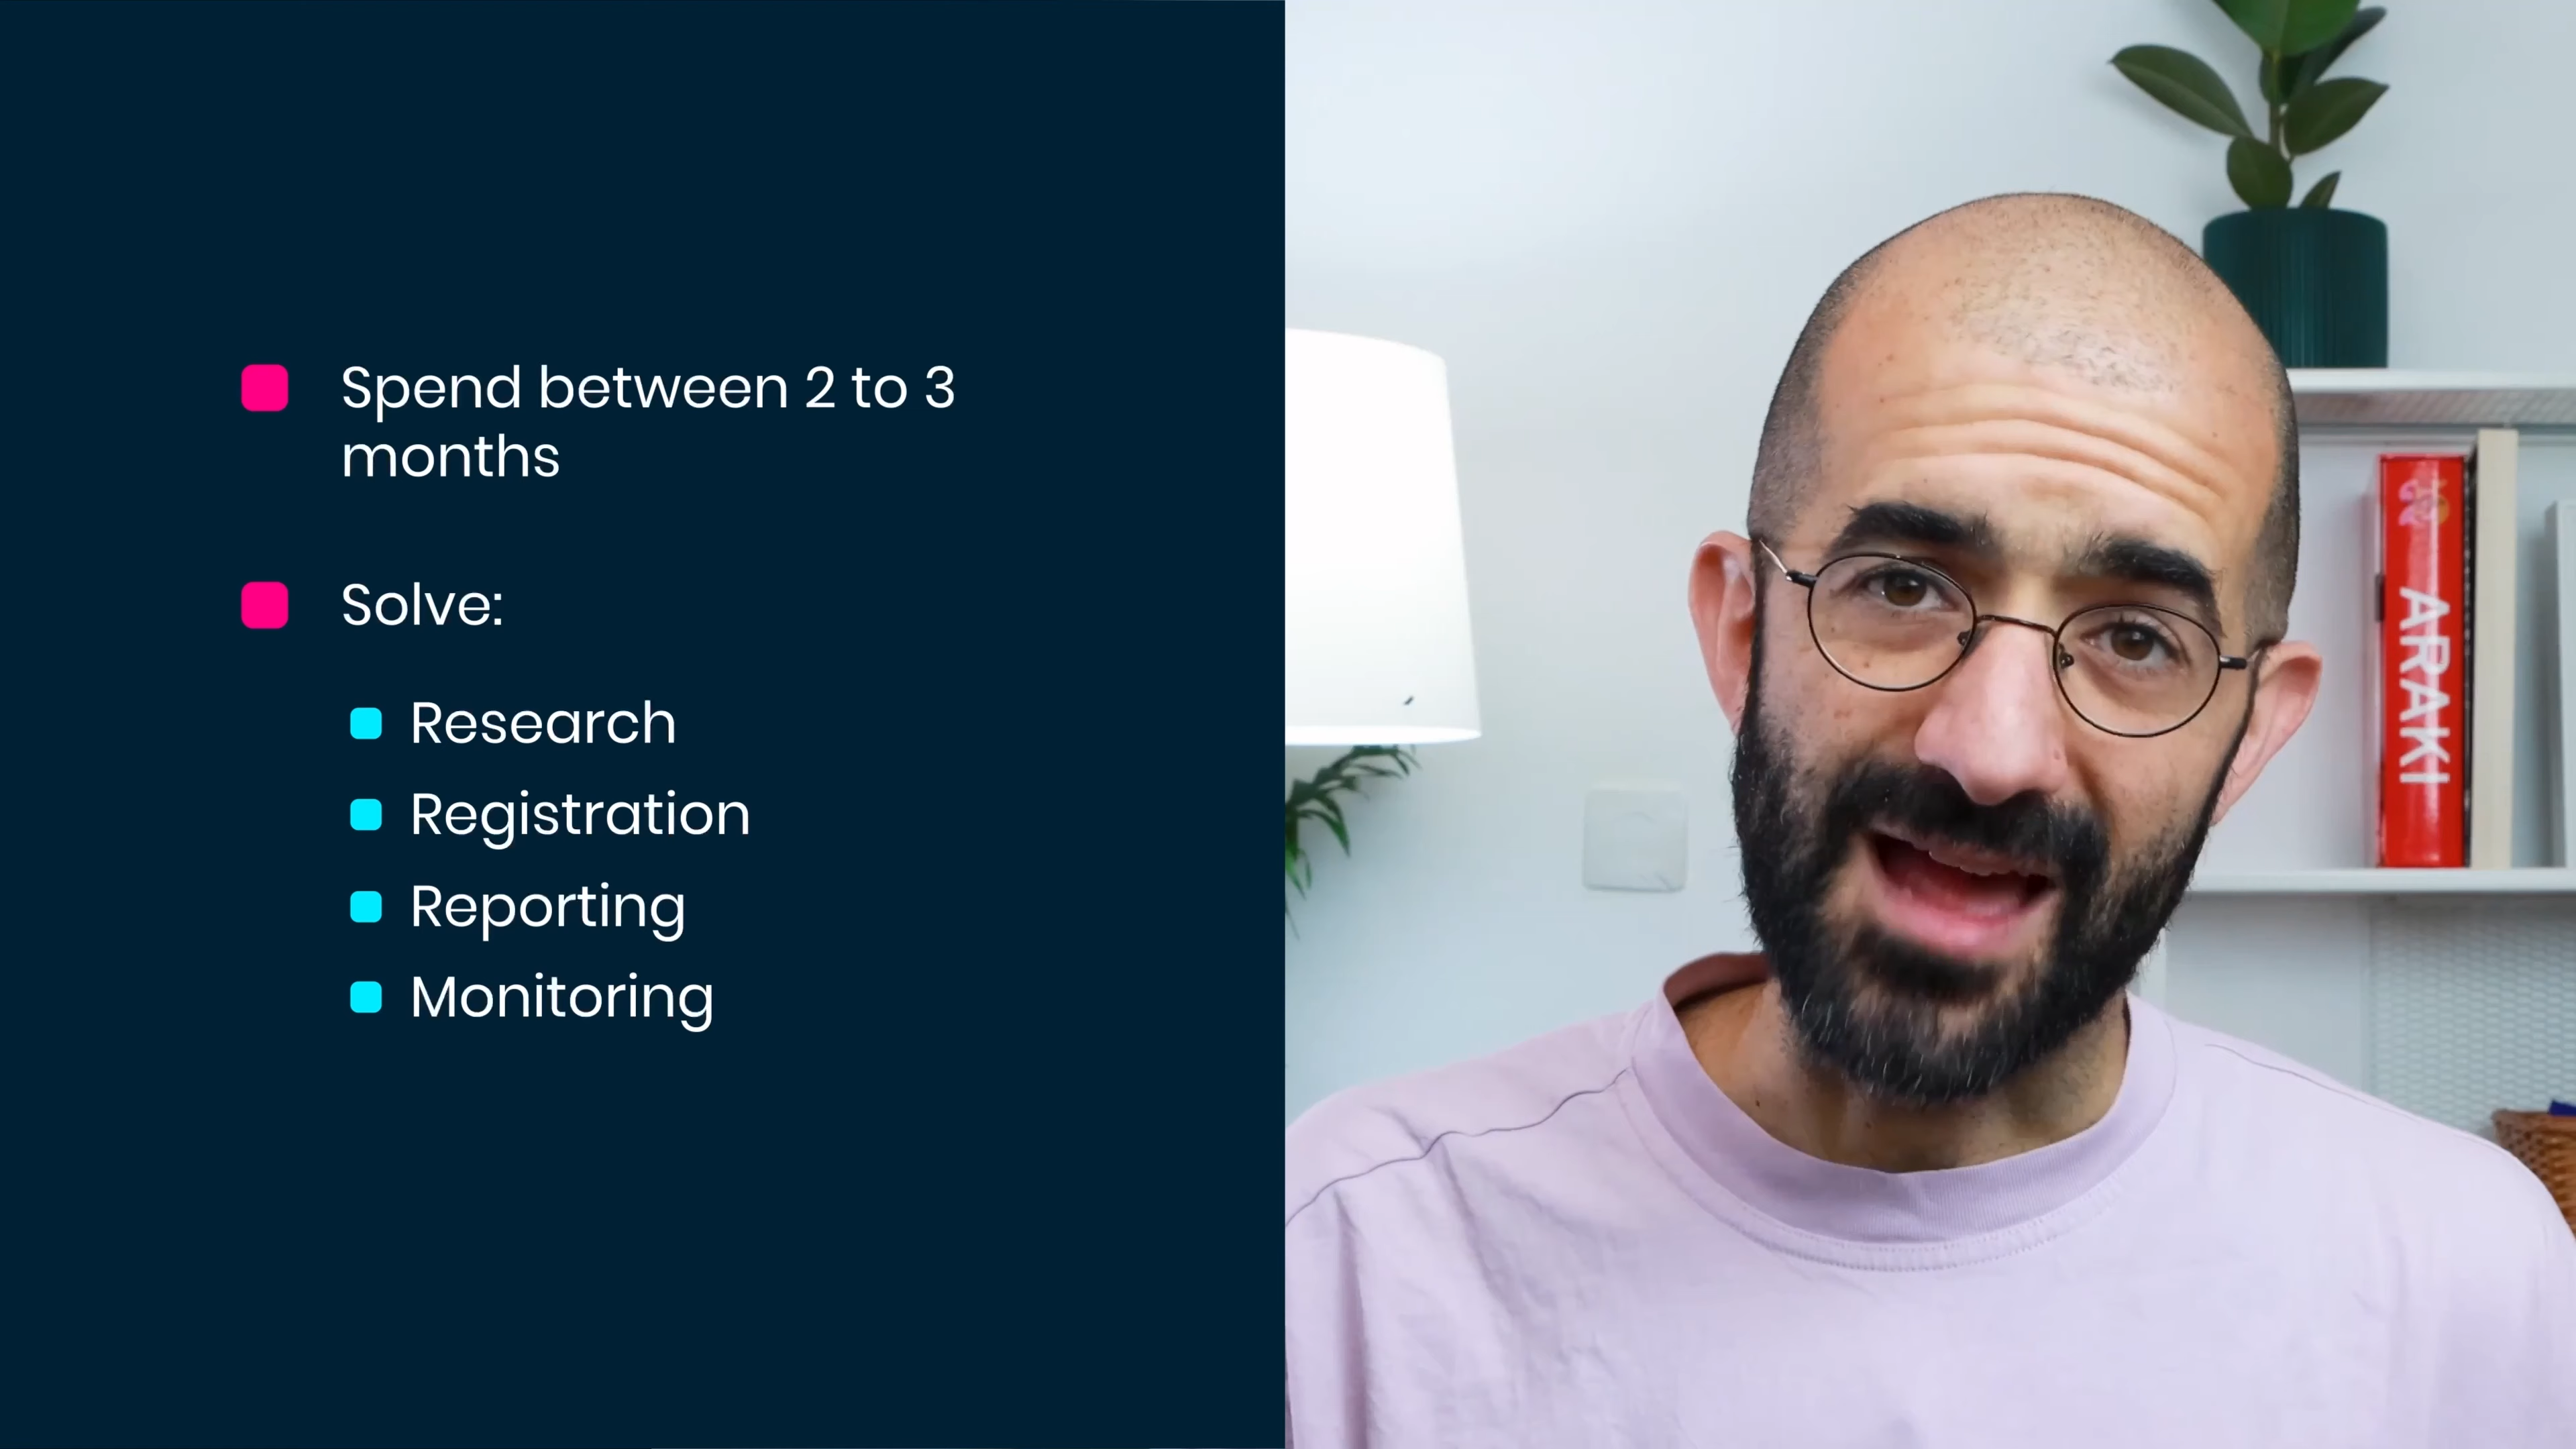 Spend between 2 to 3
months
Solve:
Research
Registration
Reporting
Monitoring
ARAKI